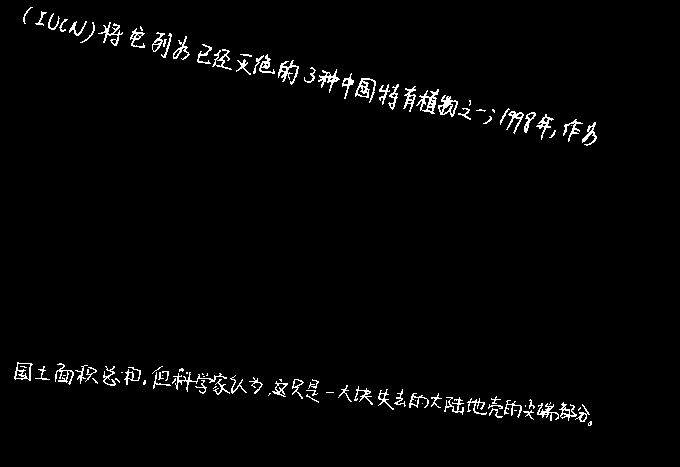 (IUCN)将它列为已经灭绝的3种中国特有植物之一；1998年，作为
国土面积总和。但科学家认为，这只是一大块失去的大陆地壳的尖端部分。